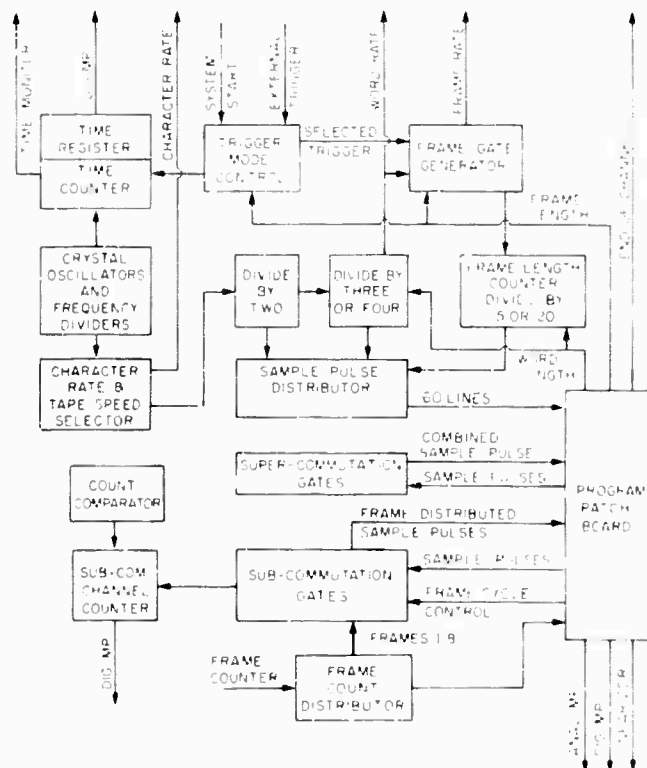 TIME MONITOR
CHARACTER RATE
SYSTEM
START
EXTERNAL
TRIGGER
WORD RATE
FRAME RATE
TIME
REGISTER
TIME
COUNTER
TRIGGER
MODE
CONTROL
SELECTED
TRIGGER
FRAME GATE
GENERATOR
FRAME
LENGTH
CRYSTAL
OSCILLATORS
AND
FREQUENCY
DIVIDERS
DIVIDE
BY
TWO
DIVIDE BY
THREE
OR FOUR
FRAME LENGTH
COUNTER
BY
5 OR 20
WORD
CHARACTER
RATE &
TAPE SPEED
SELECTOR
SAMPLE PULSE
DISTRIBUTOR
60 LINES
COMBINED
SAMPLE PULSE
SUPER-COMMUTATION
GATES
SAMPLE PULSES
PROGRAM
PATCH
BOARD
COUNT
COMPARATOR
FRAME DISTRIBUTED
SAMPLE PULSES
SUB-COM
CHANNEL
COUNTER
SUB-COMMUTATION
GATES
SAMPLE PULSES
FRAME CYCLE
CONTROL
DIG MP
FRAMES 1-9
FRAME
COUNTER
FRAME
COUNT
DISTRIBUTOR
DIG MP